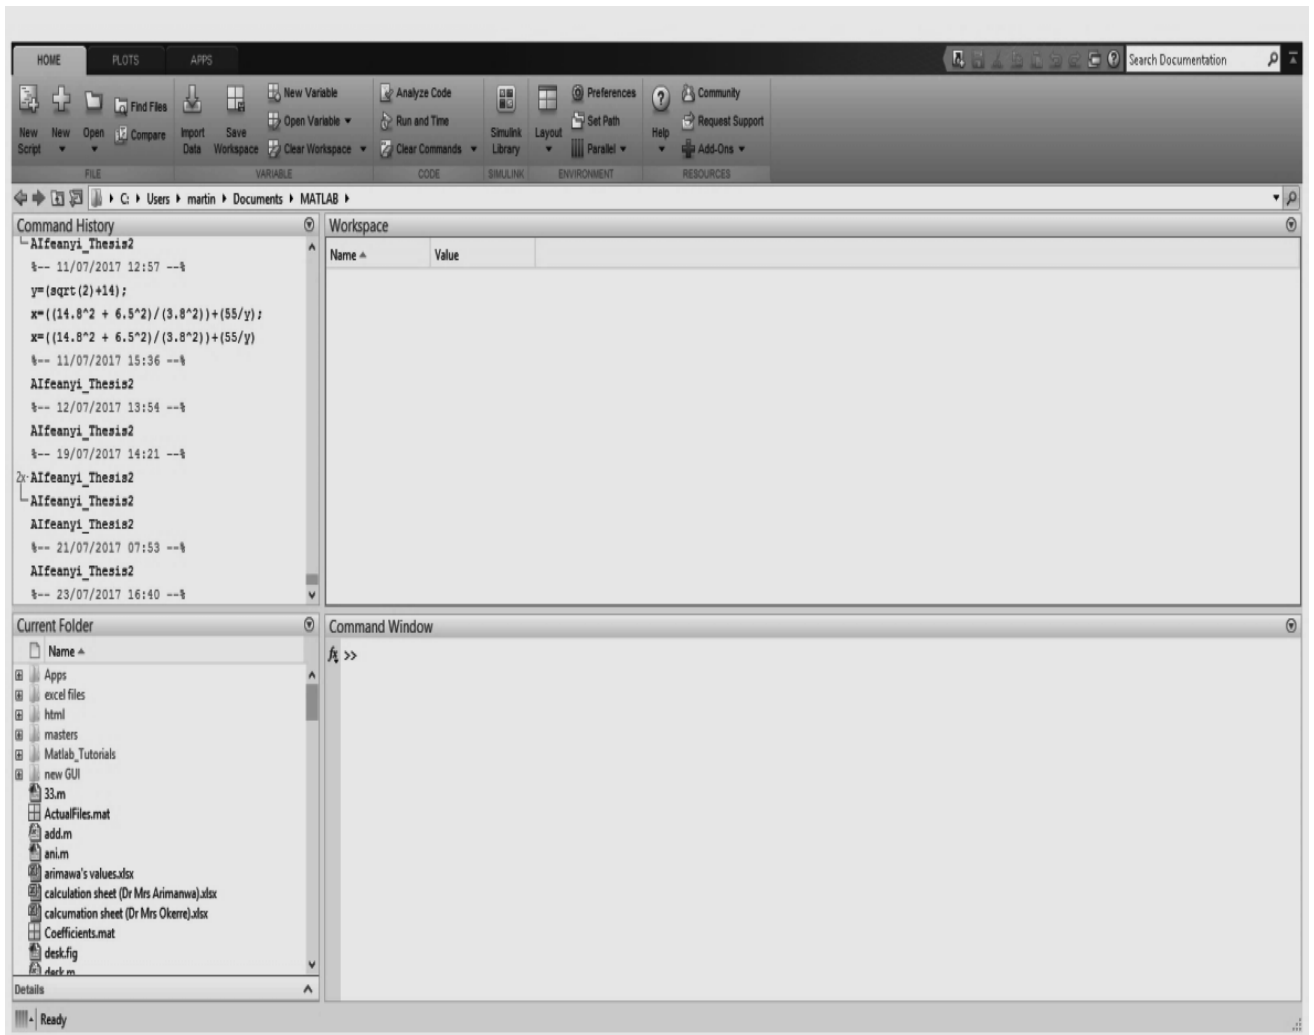 HOME PLOTS APPS Search Documentation
New Script New Open Find Files Compare Import Data Save Workspace New Variable Open Variable Clear Workspace Analyze Code Run and Time Clear Commands Simulink Library Layout Preferences Set Path Parallel Help Community Request Support Add-Ons
FILE VARIABLE CODE SIMULINK ENVIRONMENT RESOURCES
C: Users martin Documents MATLAB
Command History
AIfeanyi_Thesis2
%-- 11/07/2017 12:57 --%
y=(sqrt(2)+14);
x=((14.8^2 + 6.5^2)/(3.8^2))+(55/y);
x=((14.8^2 + 6.5^2)/(3.8^2))+(55/y)
%-- 11/07/2017 15:36 --%
AIfeanyi_Thesis2
%-- 12/07/2017 13:54 --%
AIfeanyi_Thesis2
%-- 19/07/2017 14:21 --%
2x AIfeanyi_Thesis2
AIfeanyi_Thesis2
AIfeanyi_Thesis2
%-- 21/07/2017 07:53 --%
AIfeanyi_Thesis2
%-- 23/07/2017 16:40 --%
Workspace
Name Value
Current Folder
Name
Apps
excel files
html
masters
Matlab_Tutorials
new GUI
33.m
ActualFiles.mat
add.m
ani.m
arimawa's values.xlsx
calculation sheet (Dr Mrs Arimanwa).xlsx
calcumation sheet (Dr Mrs Okerre).xlsx
Coefficients.mat
desk.fig
Details
Command Window
fx >>
Ready